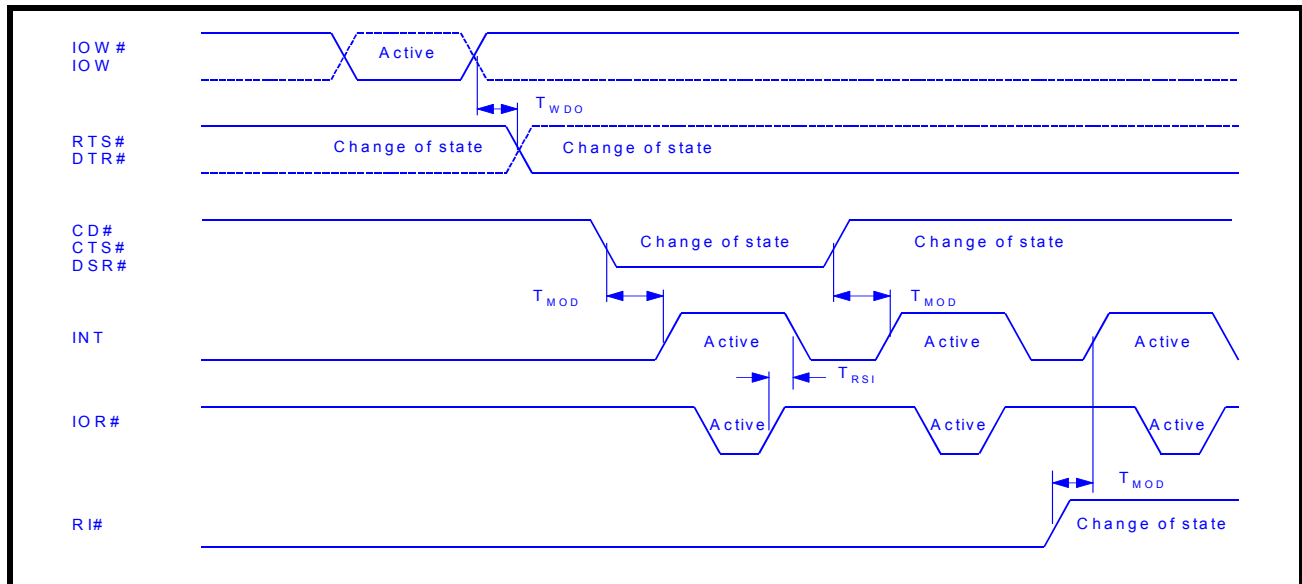 IOW#
IOW
Active
TWDO
RTS#
DTR#
Change of state
Change of state
CD#
CTS#
DSR#
Change of state
Change of state
TMOD
TMOD
INT
Active
Active
Active
TRSI
IOR#
Active
Active
Active
TMOD
RI#
Change of state